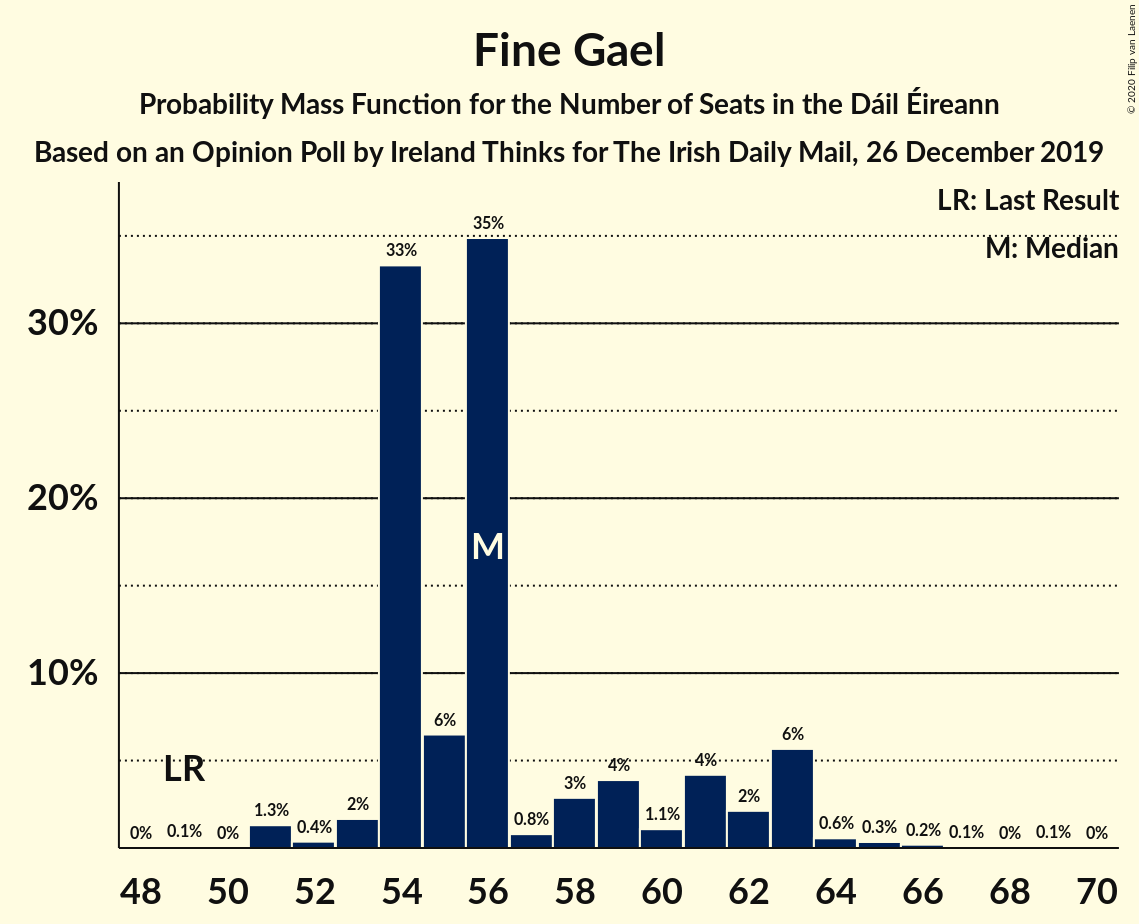 Fine Gael
Probability Mass Function for the Number of Seats in the Dáil Éireann
Based on an Opinion Poll by Ireland Thinks for The Irish Daily Mail, 26 December 2019
© 2020 Filip van Laenen
LR: Last Result
M: Median
30%
20%
10%
LR
M
0%
0.1%
0%
1.3%
0.4%
2%
33%
6%
35%
0.8%
3%
4%
1.1%
4%
2%
6%
0.6%
0.3%
0.2%
0.1%
0%
0.1%
0%
48 50 52 54 56 58 60 62 64 66 68 70